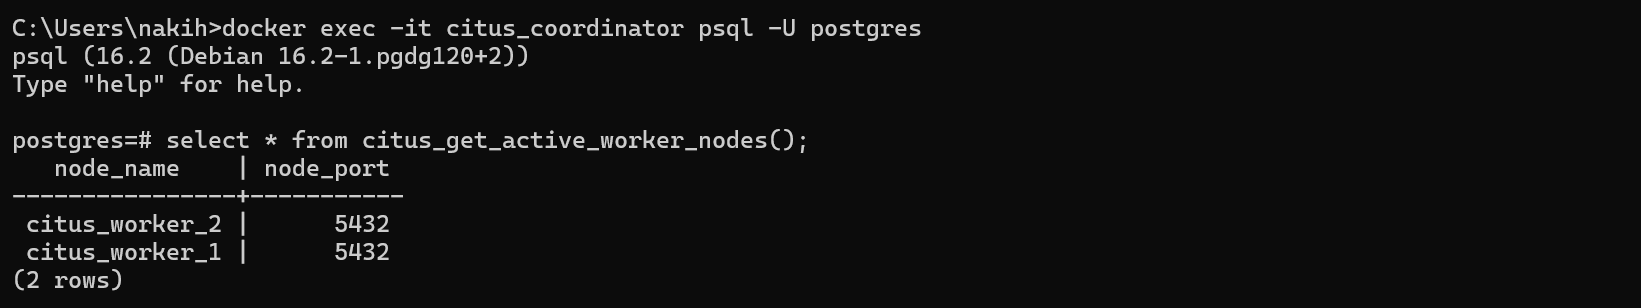 C:\Users\nakih>docker exec -it citus_coordinator psql -U postgres
psql (16.2 (Debian 16.2-1.pgdg120+2))
Type "help" for help.

postgres=# select * from citus_get_active_worker_nodes();
   node_name    | node_port
----------------+-----------
 citus_worker_2 |      5432
 citus_worker_1 |      5432
(2 rows)